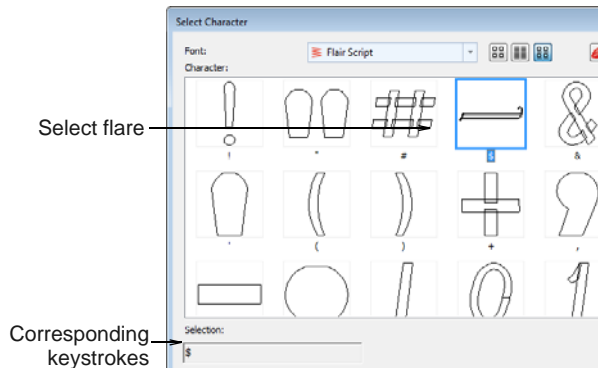 Select Character
Font: Flair Script
Character:
Select flare
! " # $ &
' ( ) + ,
Corresponding
keystrokes
Selection:
$